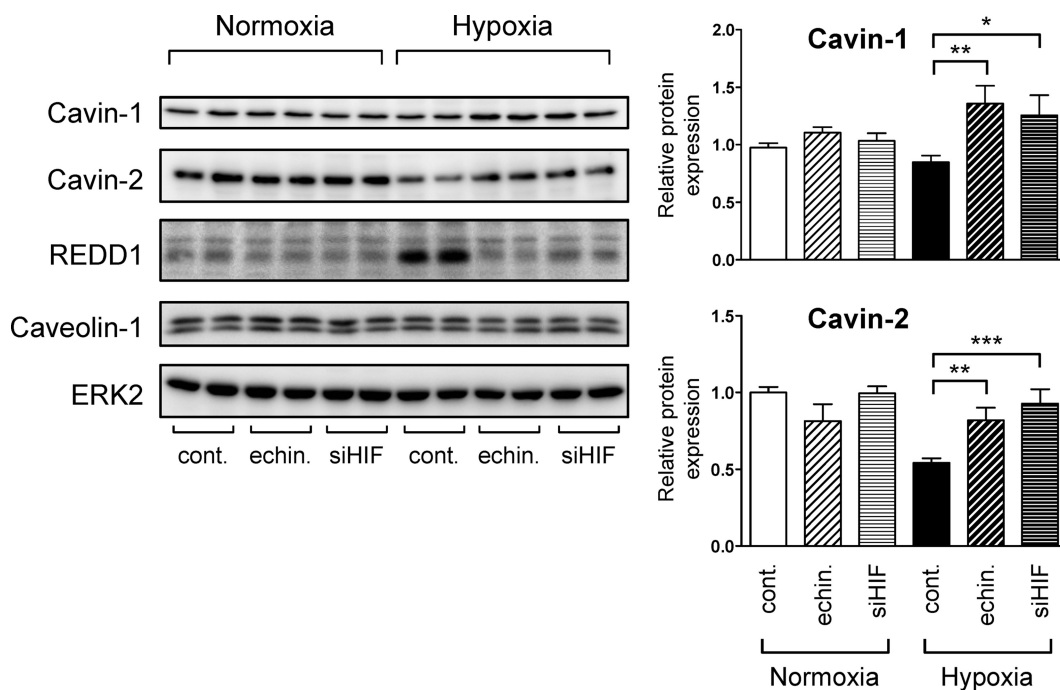 Normoxia Hypoxia
Cavin-1
Cavin-2
REDD1
Caveolin-1
ERK2
cont. echin. siHIF cont. echin. siHIF
Cavin-1
* 
**
Relative protein
expression
2.0
1.5
1.0
0.5
0.0
Cavin-2
***
**
Relative protein
expression
1.5
1.0
0.5
0.0
cont. echin. siHIF cont. echin. siHIF
Normoxia Hypoxia